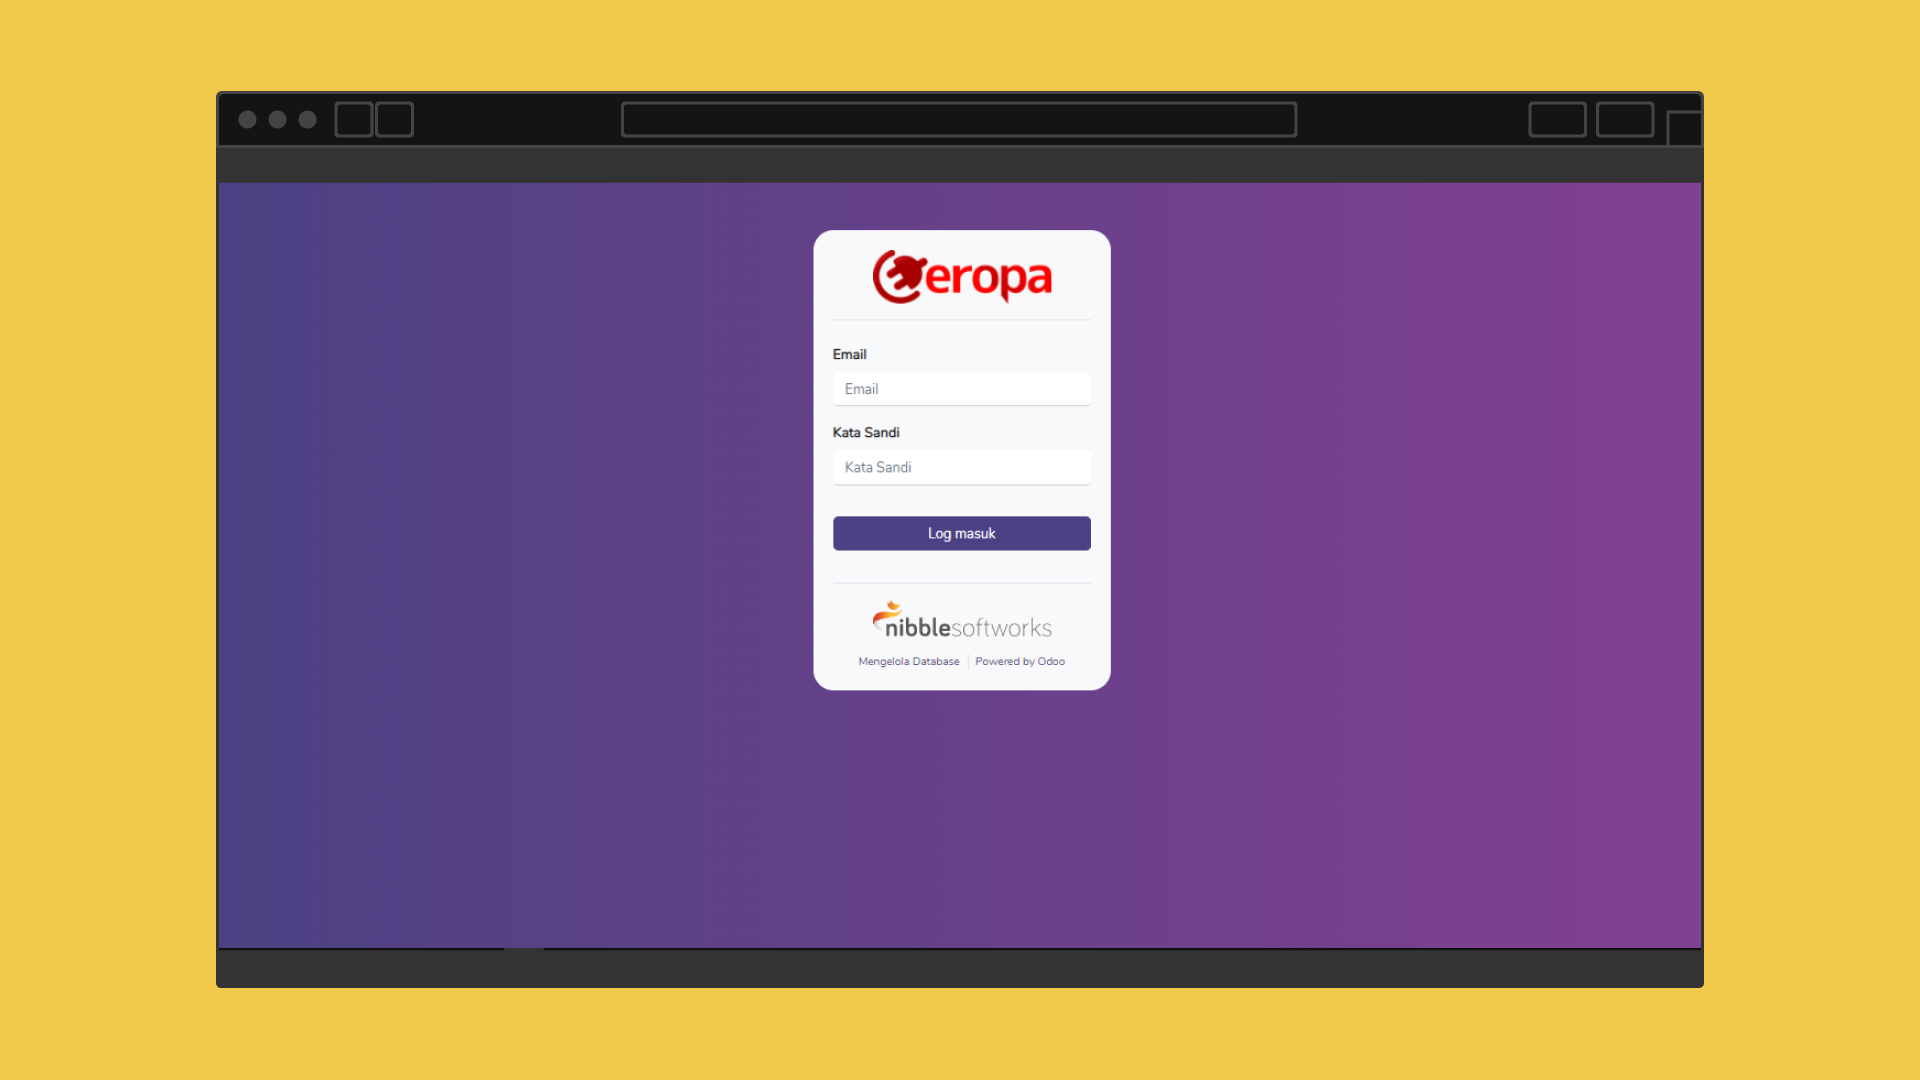 eropa
Email
Email
Kata Sandi
Kata Sandi
Log masuk
nibblesoftworks
Mengelola Database | Powered by Odoo